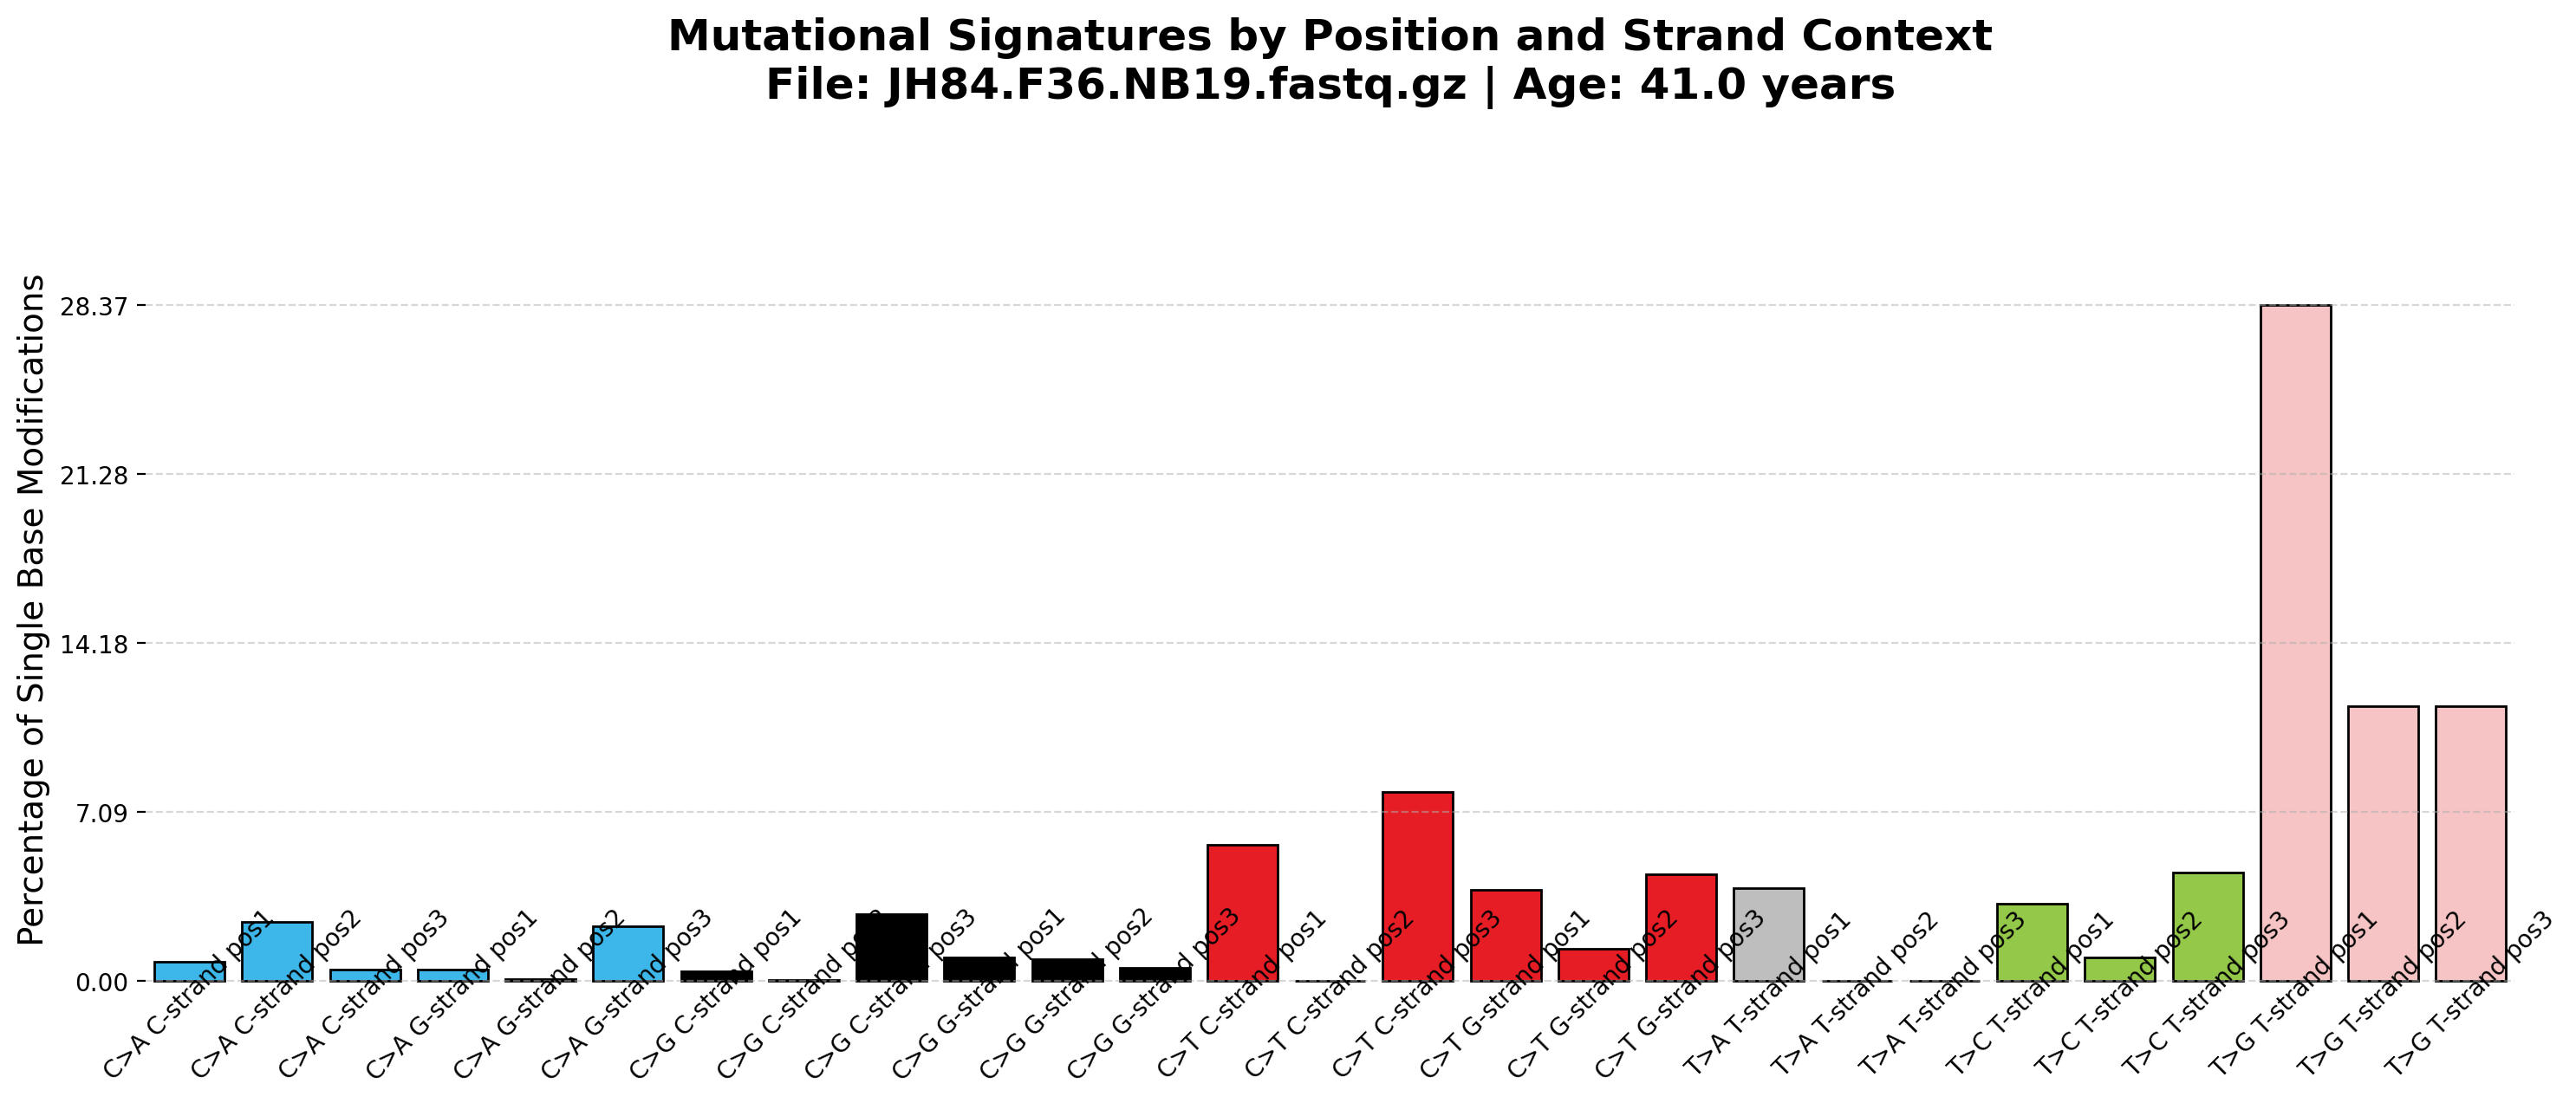 Mutational Signatures by Position and Strand Context
File: JH84.F36.NB19.fastq.gz | Age: 41.0 years
Percentage of Single Base Modifications
28.37
21.28
14.18
7.09
0.00
C>A C-strand pos1
C>A C-strand pos2
C>A C-strand pos3
C>A G-strand pos1
C>A G-strand pos2
C>A G-strand pos3
C>G C-strand pos1
C>G C-strand pos2
C>G C-strand pos3
C>G G-strand pos1
C>G G-strand pos2
C>G G-strand pos3
C>T C-strand pos1
C>T C-strand pos2
C>T C-strand pos3
C>T G-strand pos1
C>T G-strand pos2
C>T G-strand pos3
T>A T-strand pos1
T>A T-strand pos2
T>A T-strand pos3
T>C T-strand pos1
T>C T-strand pos2
T>C T-strand pos3
T>G T-strand pos1
T>G T-strand pos2
T>G T-strand pos3